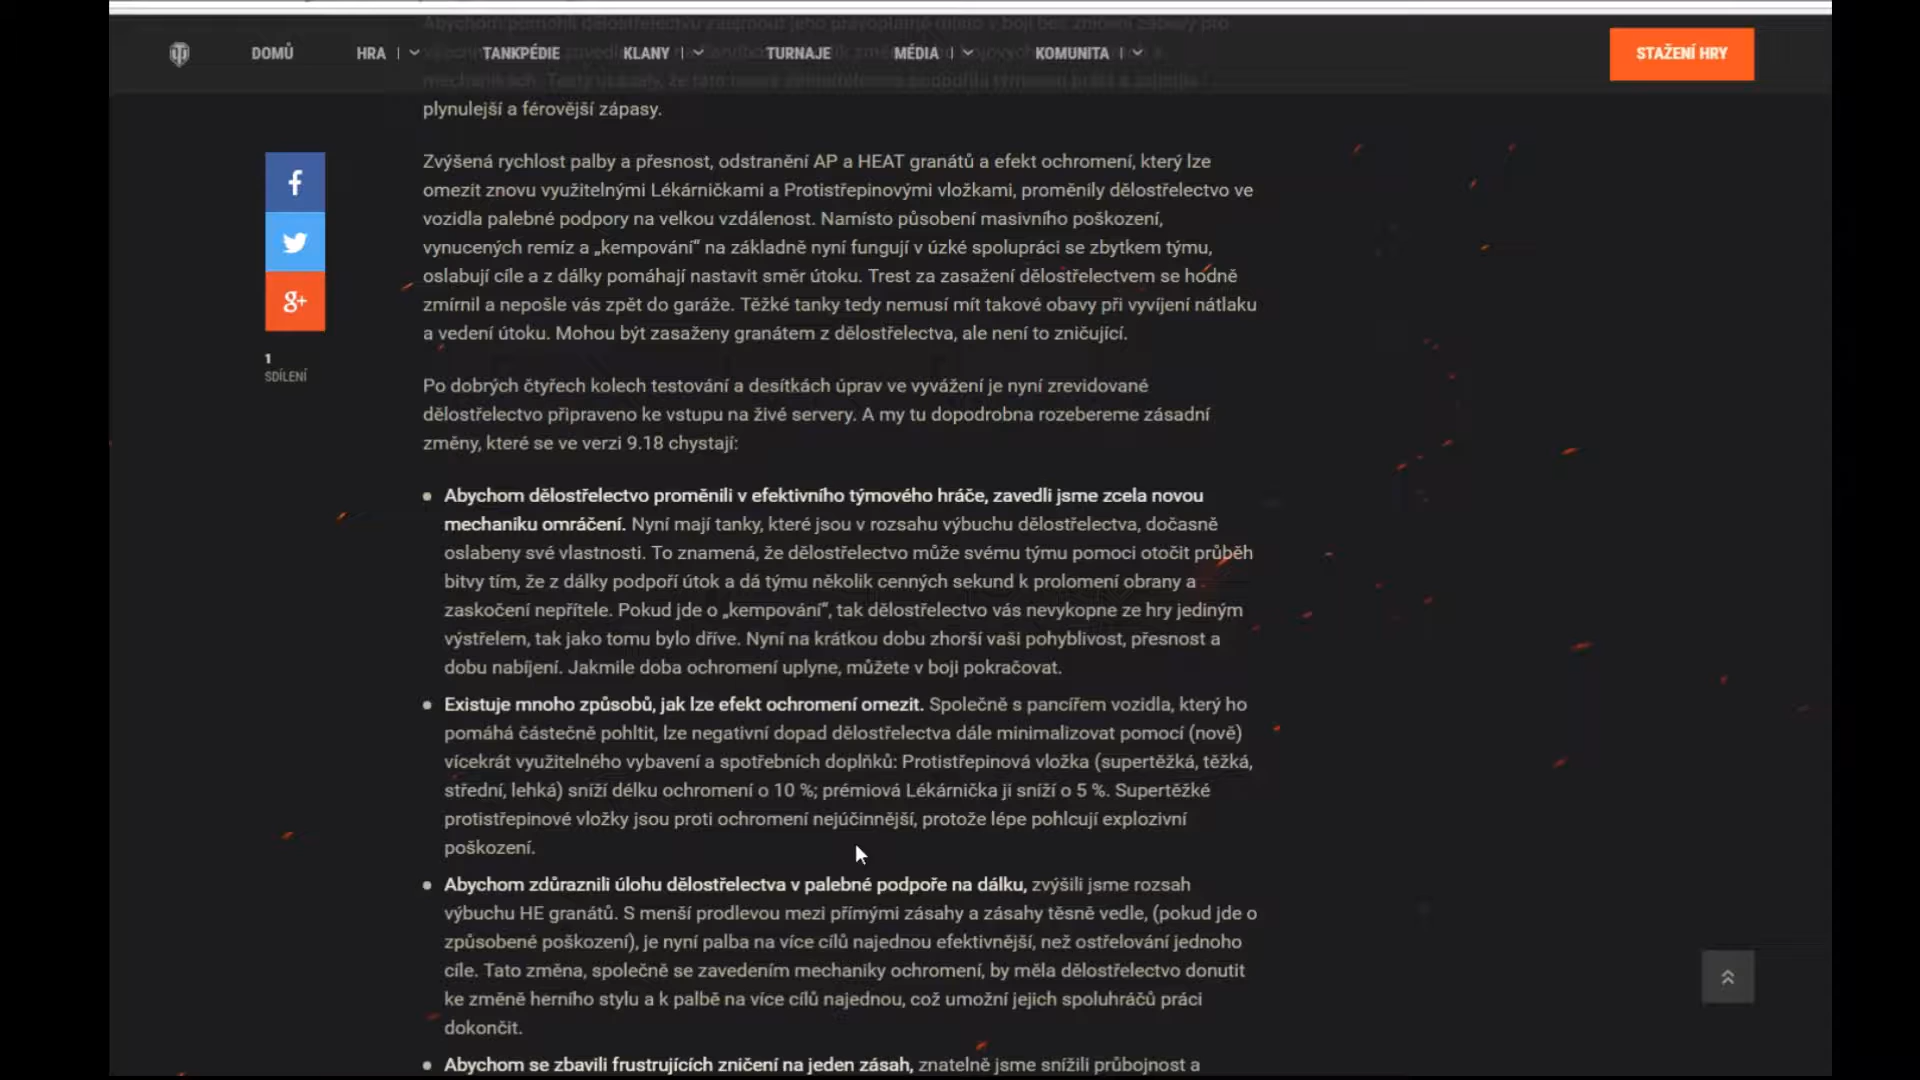 DOMŮ
HRA
TANKPÉDIE
KLANY
TURNAJE
MÉDIA
KOMUNITA
STAŽENÍ HRY
plynulejší a férovější zápasy.
Zvýšená rychlost palby a přesnost, odstranění AP a HEAT granátů a efekt ochromení, který lze
omezit znovu využitelnými Lékárničkami a Protistřepinovými vložkami, proměnily dělostřelectvo ve
vozidla palebné podpory na velkou vzdálenost. Namísto působení masivního poškození,
vynucených remíz a „kempování“ na základně nyní fungují v úzké spolupráci se zbytkem týmu,
oslabují cíle a z dálky pomáhají nastavit směr útoku. Trest za zasažení dělostřelectvem se hodně
zmírnil a nepošle vás zpět do garáže. Těžké tanky tedy nemusí mít takové obavy při vyvíjení nátlaku
a vedení útoku. Mohou být zasaženy granátem z dělostřelectva, ale není to zničující.
f
g+
1
SDÍLENÍ
Po dobrých čtyřech kolech testování a desítkách úprav ve vyvážení je nyní zrevidované
dělostřelectvo připraveno ke vstupu na živé servery. A my tu dopodrobna rozebereme zásadní
změny, které se ve verzi 9.18 chystají:
Abychom dělostřelectvo proměnili v efektivního týmového hráče, zavedli jsme zcela novou
mechaniku omráčení. Nyní mají tanky, které jsou v rozsahu výbuchu dělostřelectva, dočasně
oslabeny své vlastnosti. To znamená, že dělostřelectvo může svému týmu pomoci otočit průběh
bitvy tím, že z dálky podpoří útok a dá týmu několik cenných sekund k prolomení obrany a
zaskočení nepřítele. Pokud jde o „kempování“, tak dělostřelectvo vás nevykopne ze hry jediným
výstřelem, tak jako tomu bylo dříve. Nyní na krátkou dobu zhorší vaši pohyblivost, přesnost a
dobu nabíjení. Jakmile doba ochromení uplyne, můžete v boji pokračovat.
Existuje mnoho způsobů, jak lze efekt ochromení omezit. Společně s pancířem vozidla, který ho
pomáhá částečně pohltit, lze negativní dopad dělostřelectva dále minimalizovat pomocí (nově)
vícekrát využitelného vybavení a spotřebních doplňků: Protistřepinová vložka (supertěžká, těžká,
střední, lehká) sníží délku ochromení o 10 %; prémiová Lékárnička ji sníží o 5 %. Supertěžké
protistřepinové vložky jsou proti ochromení nejúčinnější, protože lépe pohlcují explozivní
poškození.
Abychom zdůraznili úlohu dělostřelectva v palebné podpoře na dálku, zvýšili jsme rozsah
výbuchu HE granátů. S menší prodlevou mezi přímými zásahy a zásahy těsně vedle, (pokud jde o
způsobené poškození), je nyní palba na více cílů najednou efektivnější, než ostřelování jednoho
cíle. Tato změna, společně se zavedením mechaniky ochromení, by měla dělostřelectvo donutit
ke změně herního stylu a k palbě na více cílů najednou, což umožní jejich spoluhráčů práci
dokončit.
Abychom se zbavili frustrujících zničení na jeden zásah, znatelně jsme snížili průbojnost a